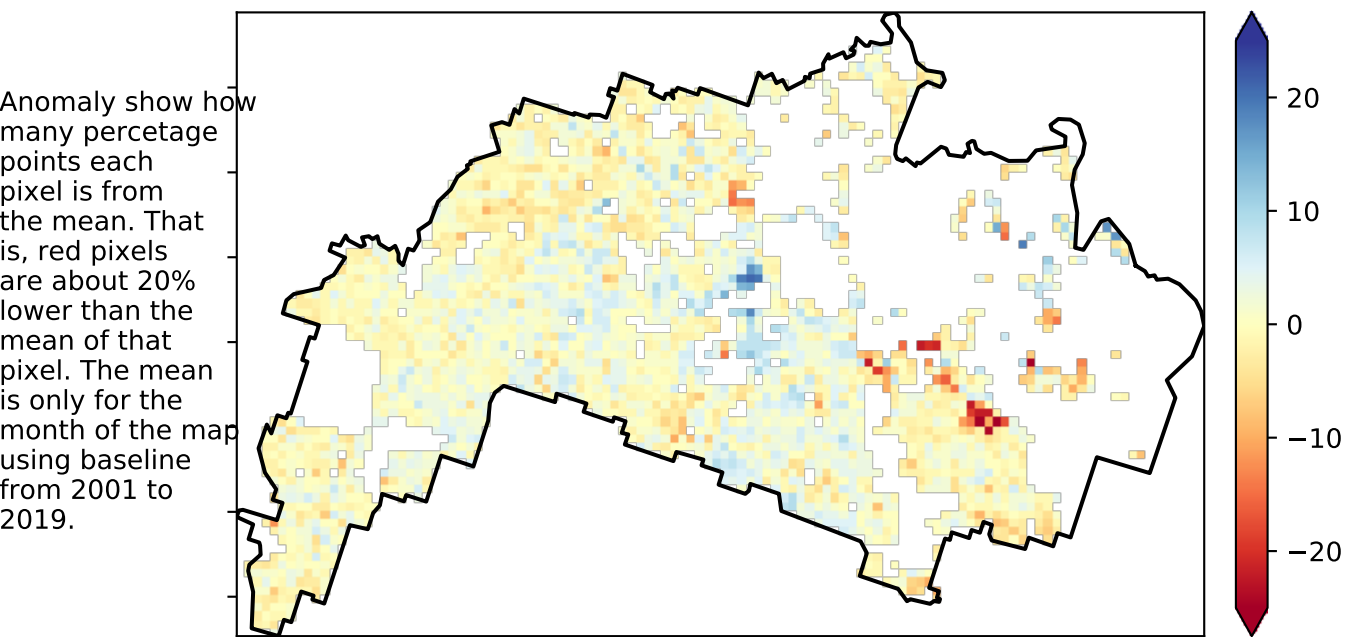 Anomaly show how
many percetage
points each
pixel is from
the mean. That
is, red pixels
are about 20%
lower than the
mean of that
pixel. The mean
is only for the
month of the map
using baseline
from 2001 to
2019.
20
10
0
−10
−20